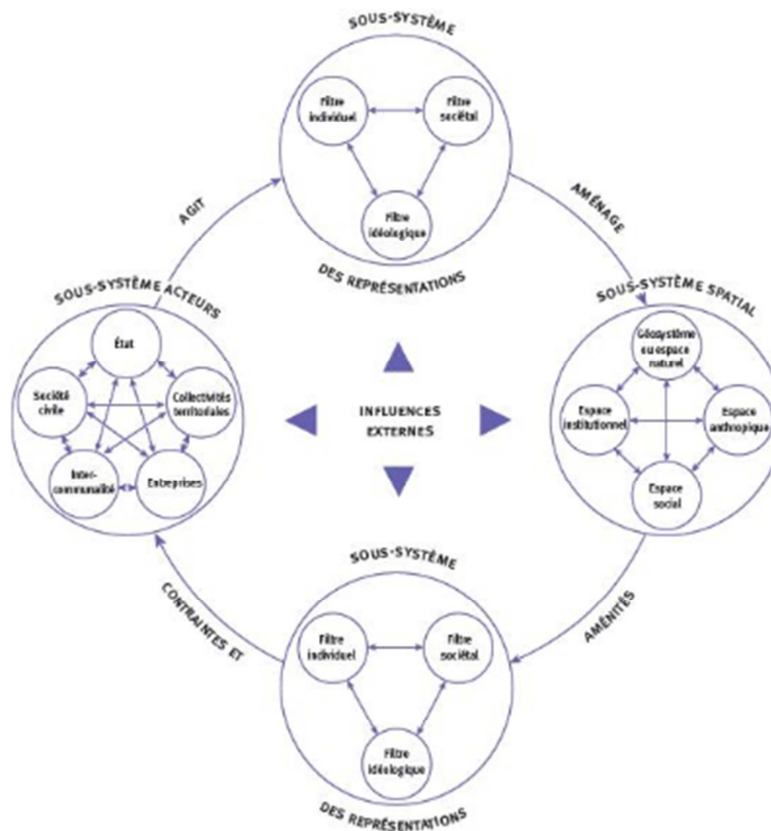 SOUS-SYSTÈME
Filtre
individuel
Filtre
sociétal
Filtre
idéologique
DES REPRÉSENTATIONS
AGIT
AMÉNAGE
SOUS-SYSTÈME ACTEURS
État
Société
civile
Collectivités
territoriales
Inter-
communalité
Entreprises
INFLUENCES
EXTERNES
SOUS-SYSTÈME SPATIAL
Géosystème
ou espace
naturel
Espace
institutionnel
Espace
anthropique
Espace
social
CONTRAINTES ET
AMÉNITÉS
SOUS-SYSTÈME
Filtre
individuel
Filtre
sociétal
Filtre
idéologique
DES REPRÉSENTATIONS